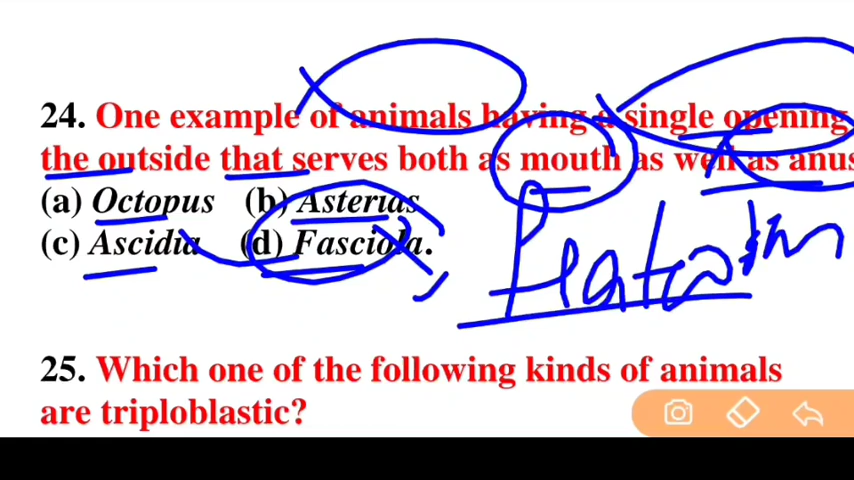 24. One example of animals having a single opening
the outside that serves both as mouth as well as anus
(a) Octopus (b) Asterias
(c) Ascidia (d) Fasciola.
25. Which one of the following kinds of animals
are triploblastic?